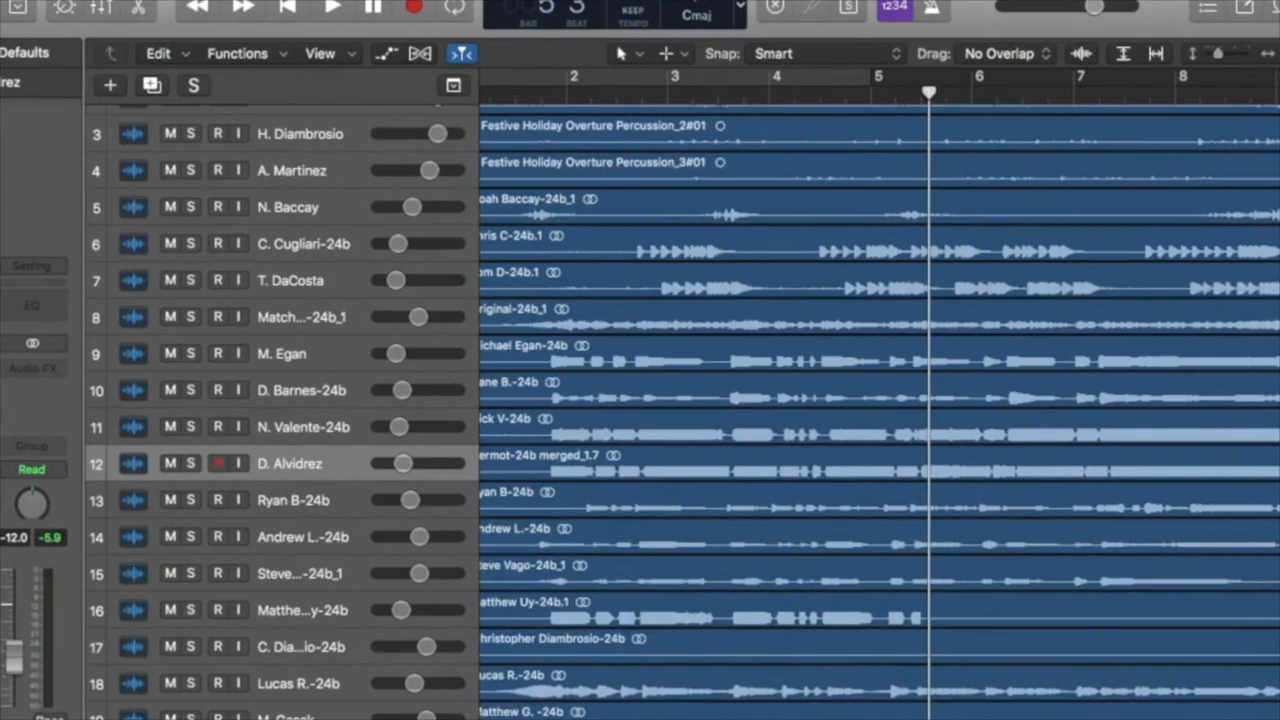 5 3
BAR BEAT
KEEP
TEMPO
Cmaj
1234
S
Defaults
Edit Functions View Snap: Smart Drag: No Overlap
rez
S
2 3 4 5 6 7 8
3 M S R I H. Diambrosio Festive Holiday Overture Percussion_2#01
4 M S R I A. Martinez Festive Holiday Overture Percussion_3#01
5 M S R I N. Baccay oah Baccay-24b_1
6 M S R I C. Cugliari-24b hris C-24b.1
7 M S R I T. DaCosta om D-24b.1
8 M S R I Match...-24b_1 riginal-24b_1
9 M S R I M. Egan ichael Egan-24b
10 M S R I D. Barnes-24b ane B.-24b
11 M S R I N. Valente-24b ick V-24b
12 M S R I D. Alvidrez ermot-24b merged_1.7
13 M S R I Ryan B-24b yan B-24b
14 M S R I Andrew L.-24b ndrew L.-24b
15 M S R I Steve...-24b_1 teve Vago-24b_1
16 M S R I Matthe...y-24b atthew Uy-24b.1
17 M S R I C. Dia...io-24b hristopher Diambrosio-24b
18 M S R I Lucas R.-24b ucas R.-24b
atthew G. -24b
Setting
EQ
Audio FX
Group
Read
-12.0 -5.9